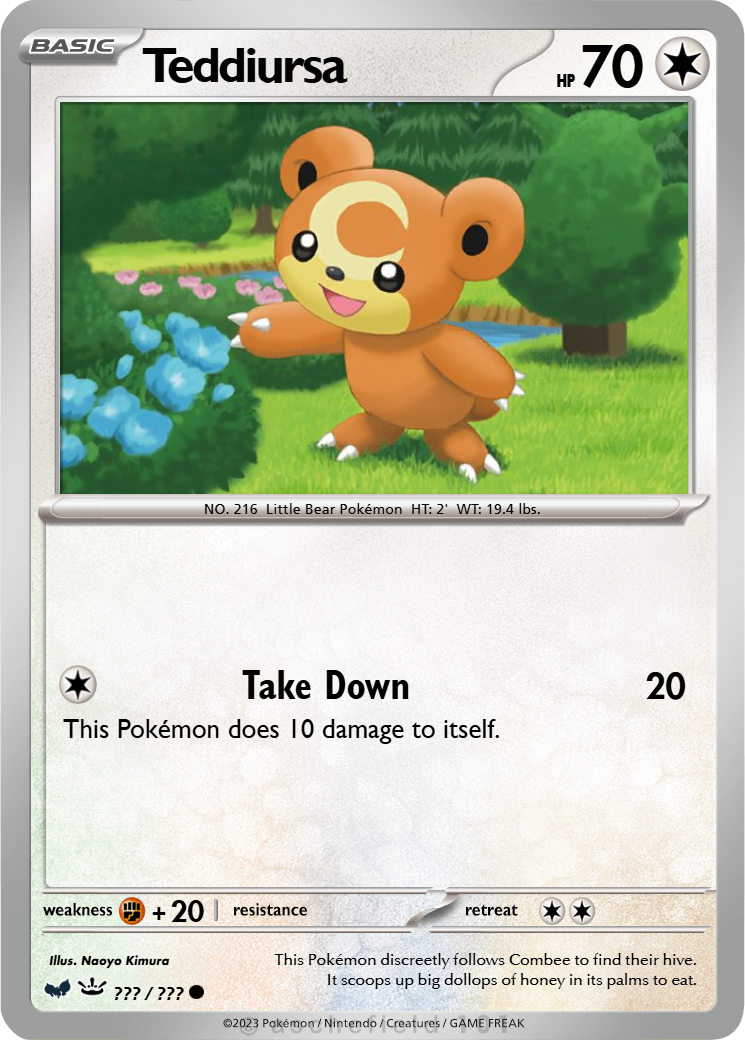 BASIC
Teddiursa
HP 70
NO. 216 Little Bear Pokémon HT: 2' WT: 19.4 lbs.
Take Down 20
This Pokémon does 10 damage to itself.
weakness + 20 resistance retreat
Illus. Naoyo Kimura
This Pokémon discreetly follows Combee to find their hive.
It scoops up big dollops of honey in its palms to eat.
??? / ???
©2023 Pokémon / Nintendo / Creatures / GAME FREAK